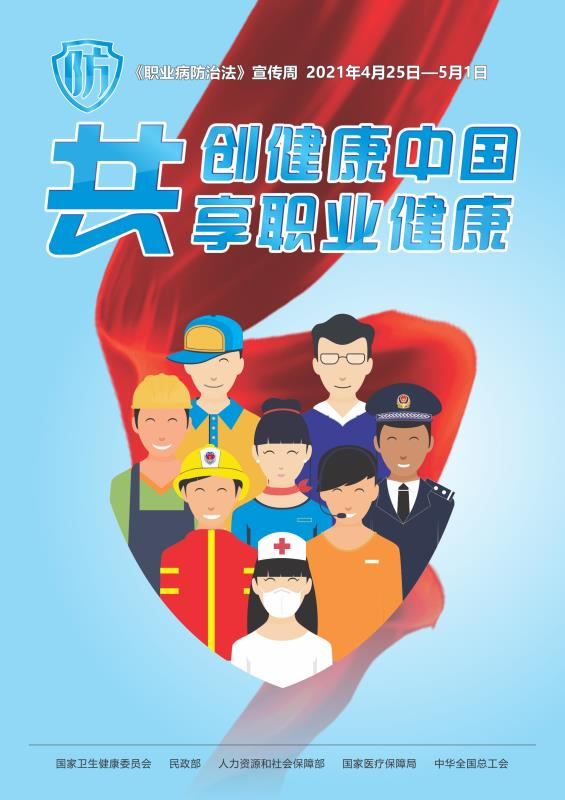 防
《职业病防治法》宣传周 2021年4月25日—5月1日
共 创健康中国
享职业健康
国家卫生健康委员会 民政部 人力资源和社会保障部 国家医疗保障局 中华全国总工会